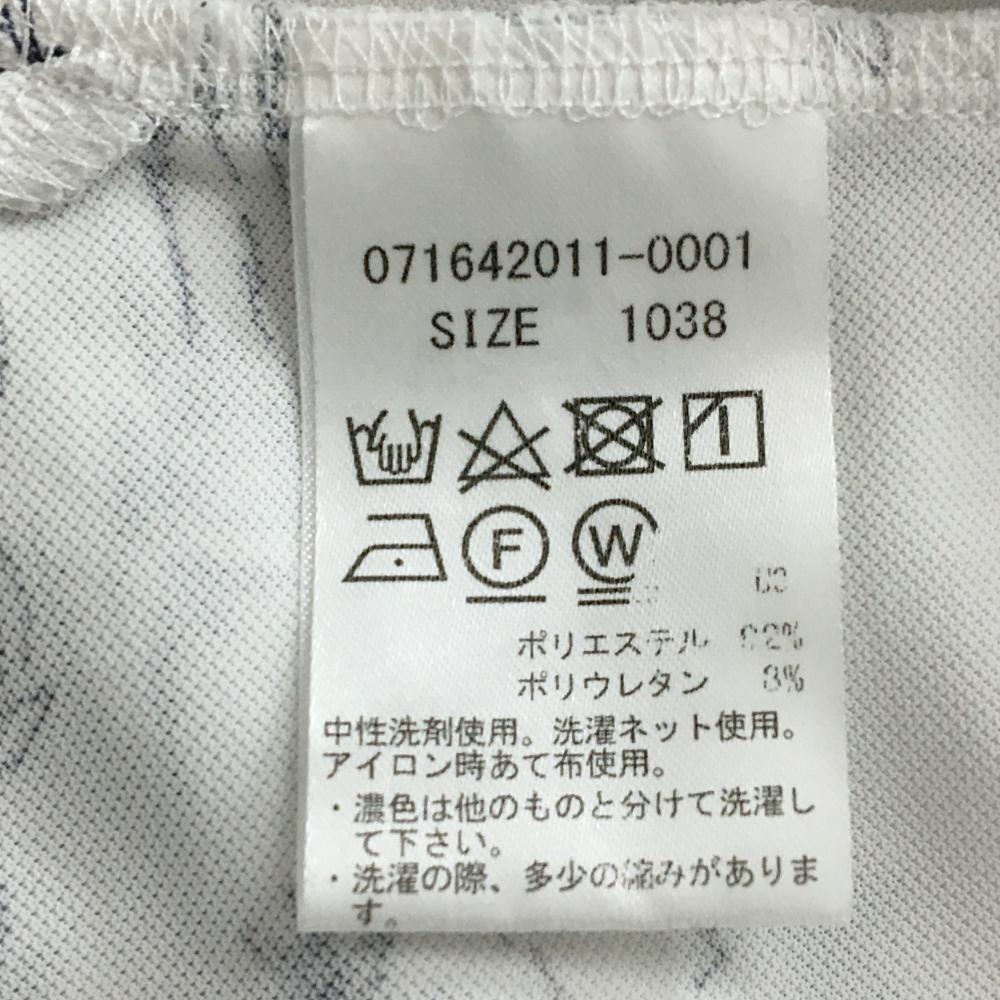 071642011-0001
SIZE 1038
F W
ポリエステル
ポリウレタン 8%
中性洗剤使用。洗濯ネット使用。
アイロン時あて布使用。
・濃色は他のものと分けて洗濯し
て下さい。
・洗濯の際、多少の縮みがありま
す。